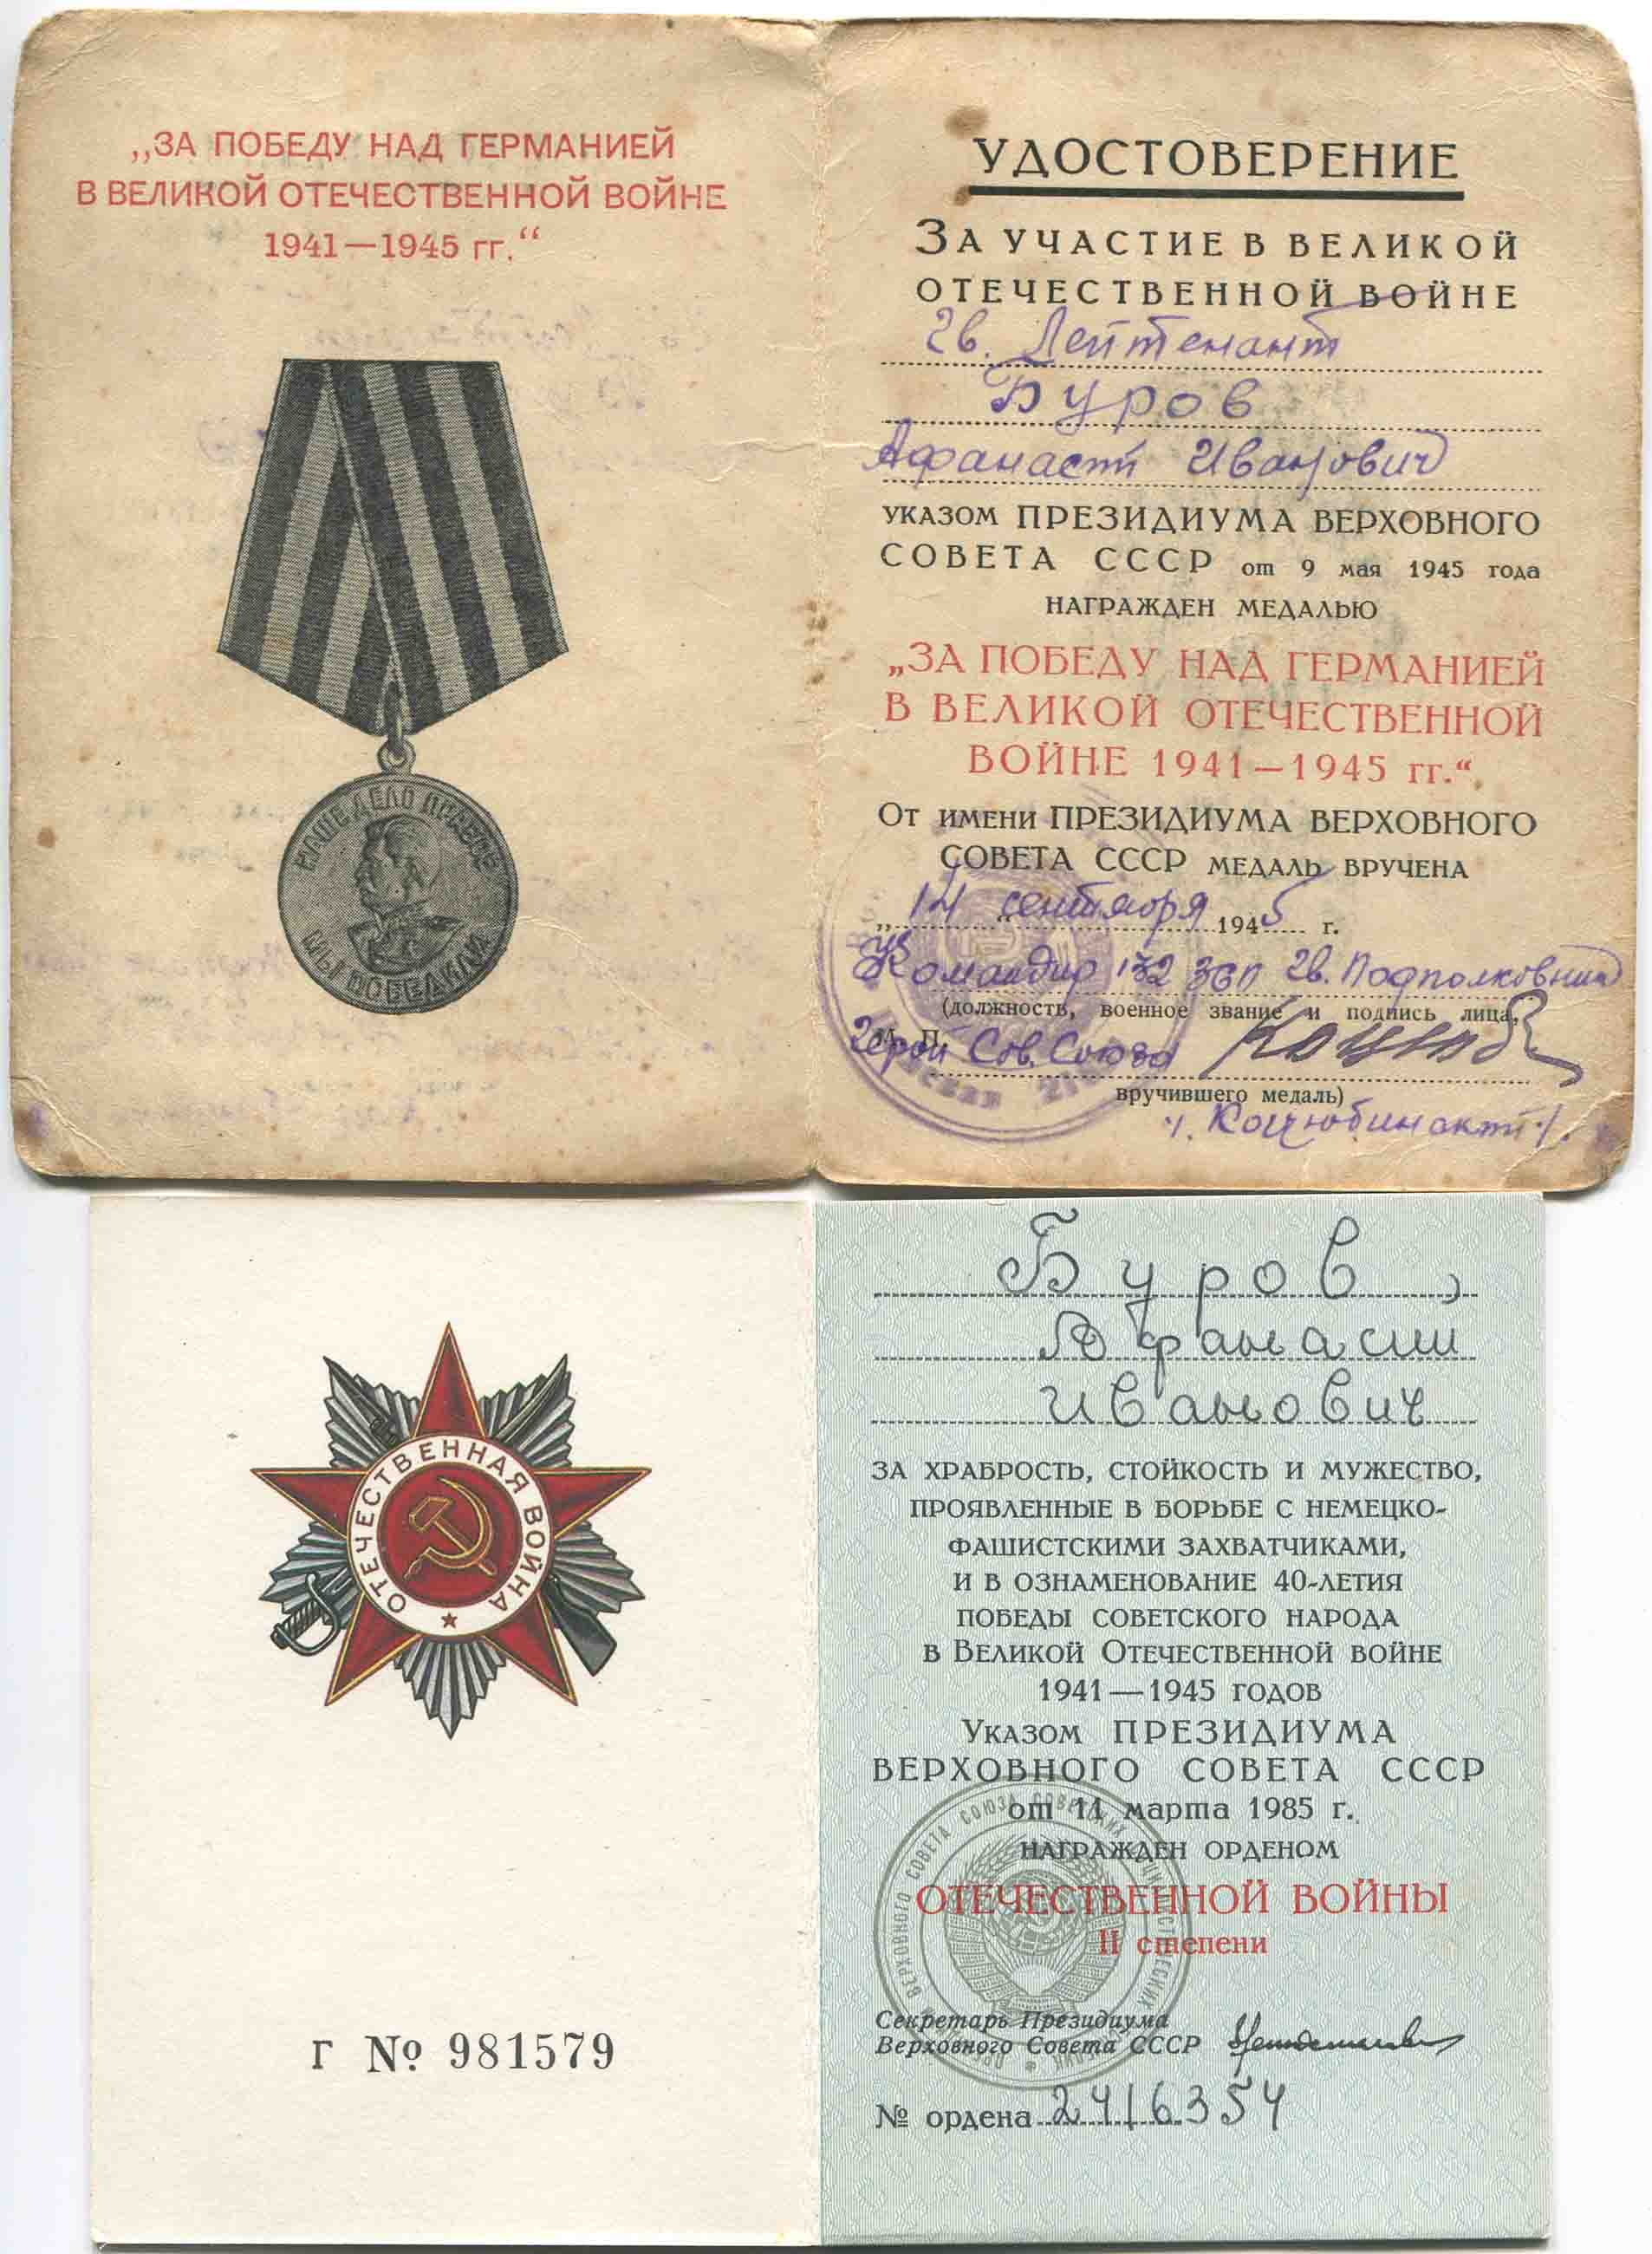 „ЗА ПОБЕДУ НАД ГЕРМАНИЕЙ
В ВЕЛИКОЙ ОТЕЧЕСТВЕННОЙ ВОЙНЕ
1941—1945 гг.“
НАШЕ ДЕЛО ПРАВОЕ
МЫ ПОБЕДИЛИ
УДОСТОВЕРЕНИЕ
ЗА УЧАСТИЕ В ВЕЛИКОЙ
ОТЕЧЕСТВЕННОЙ ВОЙНЕ
Гв. Лейтенант
Буров
Афанасий Иванович
УКАЗОМ ПРЕЗИДИУМА ВЕРХОВНОГО
СОВЕТА СССР от 9 мая 1945 года
НАГРАЖДЕН МЕДАЛЬЮ
„ЗА ПОБЕДУ НАД ГЕРМАНИЕЙ
В ВЕЛИКОЙ ОТЕЧЕСТВЕННОЙ
ВОЙНЕ 1941—1945 гг.“
От ИМЕНИ ПРЕЗИДИУМА ВЕРХОВНОГО
СОВЕТА СССР МЕДАЛЬ ВРУЧЕНА
„14 сентября 1945 г.
Командир 172 ЗСП Гв. Подполковник
(должность, военное звание и подпись лица,
М. П.
Герой Сов. Союза
вручившего медаль)
/. Коцюбинский ./.
ОТЕЧЕСТВЕННАЯ ВОЙНА
Г № 981579
Буров,
Афанасий
Иванович
ЗА ХРАБРОСТЬ, СТОЙКОСТЬ И МУЖЕСТВО,
ПРОЯВЛЕННЫЕ В БОРЬБЕ С НЕМЕЦКО-
ФАШИСТСКИМИ ЗАХВАТЧИКАМИ,
И В ОЗНАМЕНОВАНИЕ 40-ЛЕТИЯ
ПОБЕДЫ СОВЕТСКОГО НАРОДА
В ВЕЛИКОЙ ОТЕЧЕСТВЕННОЙ ВОЙНЕ
1941—1945 ГОДОВ
УКАЗОМ ПРЕЗИДИУМА
ВЕРХОВНОГО СОВЕТА СССР
от 11 марта 1985 г.
НАГРАЖДЕН ОРДЕНОМ
ОТЕЧЕСТВЕННОЙ ВОЙНЫ
II степени
Секретарь Президиума
Верховного Совета СССР
№ ордена 2416354